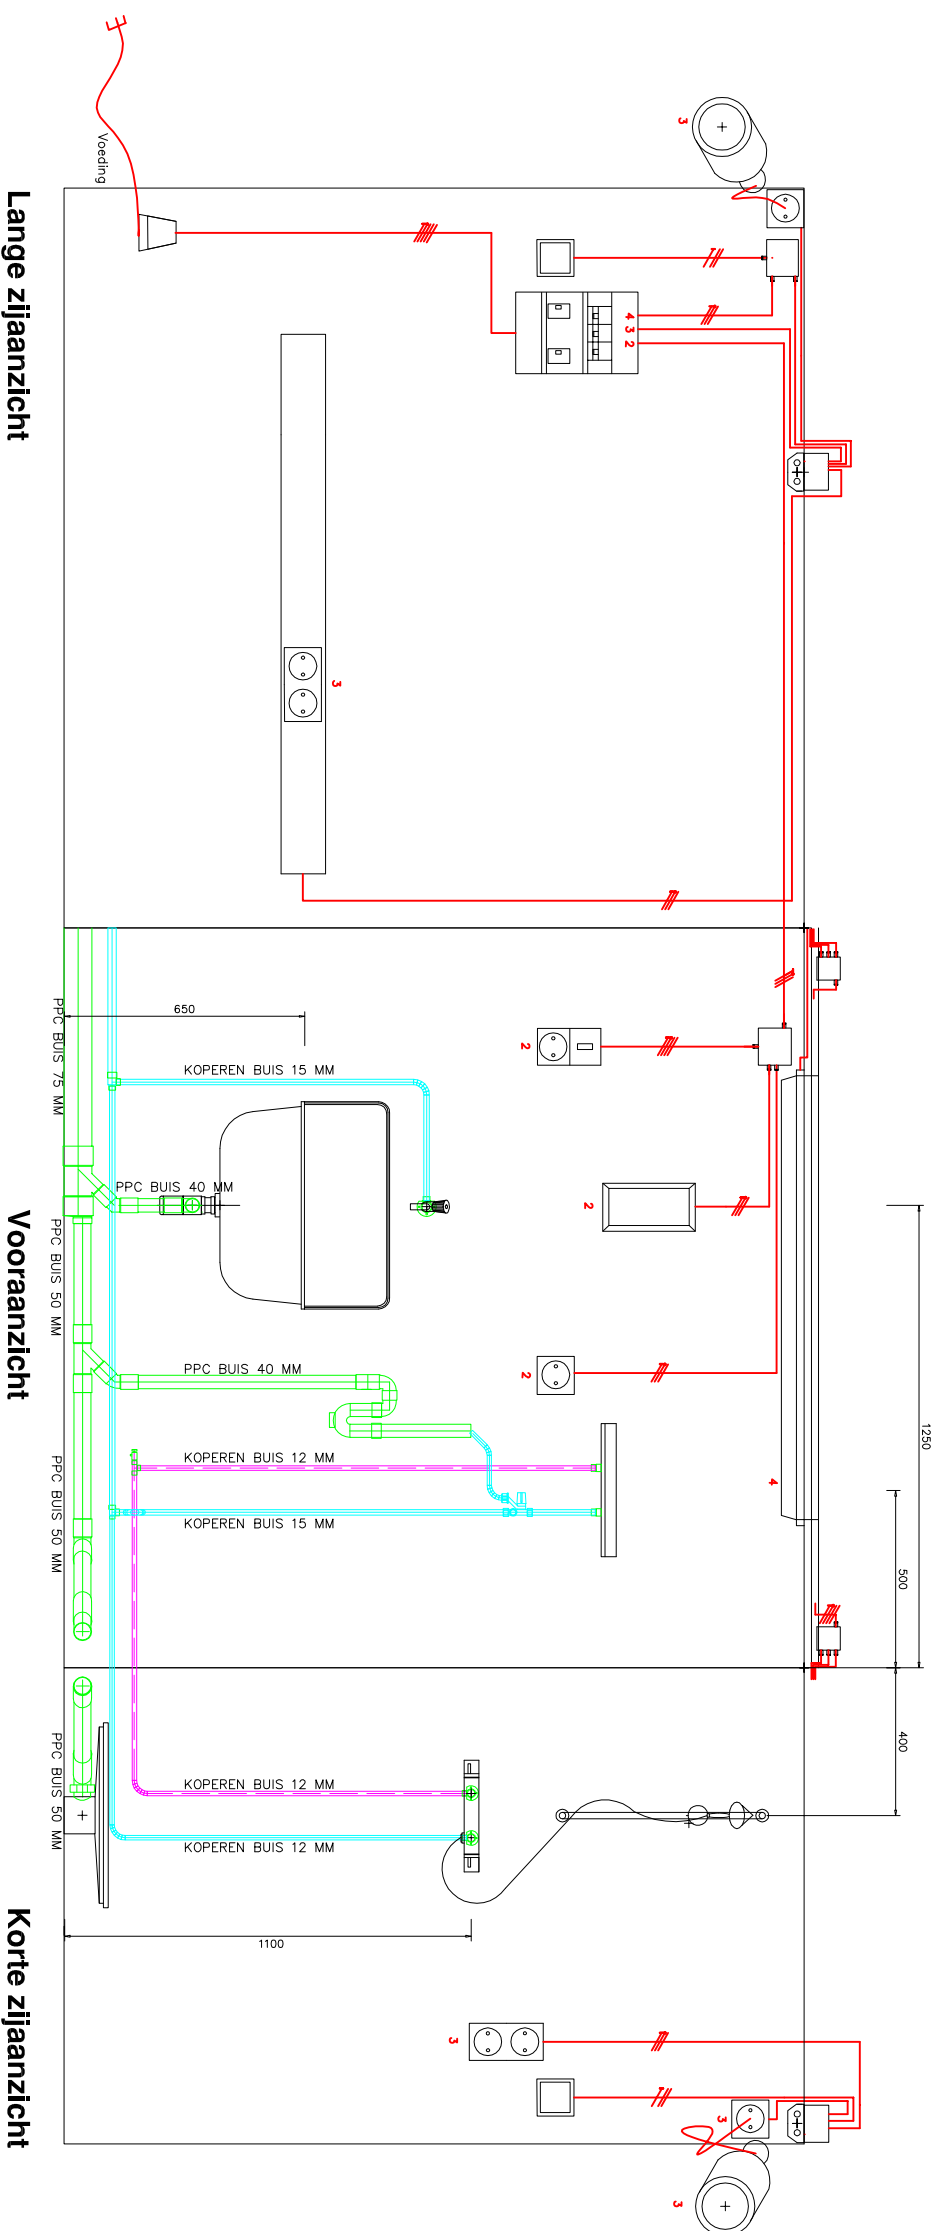 Lange zijaanzicht
Vooraanzicht
Korte zijaanzicht
Voeding
3
4
3
2
3
650
KOPEREN BUIS 15 MM
PPC BUIS 75 MM
PPC BUIS 40 MM
PPC BUIS 50 MM
PPC BUIS 40 MM
KOPEREN BUIS 12 MM
KOPEREN BUIS 15 MM
PPC BUIS 50 MM
2
2
2
4
1250
500
400
KOPEREN BUIS 12 MM
KOPEREN BUIS 12 MM
PPC BUIS 50 MM
1100
3
3
3